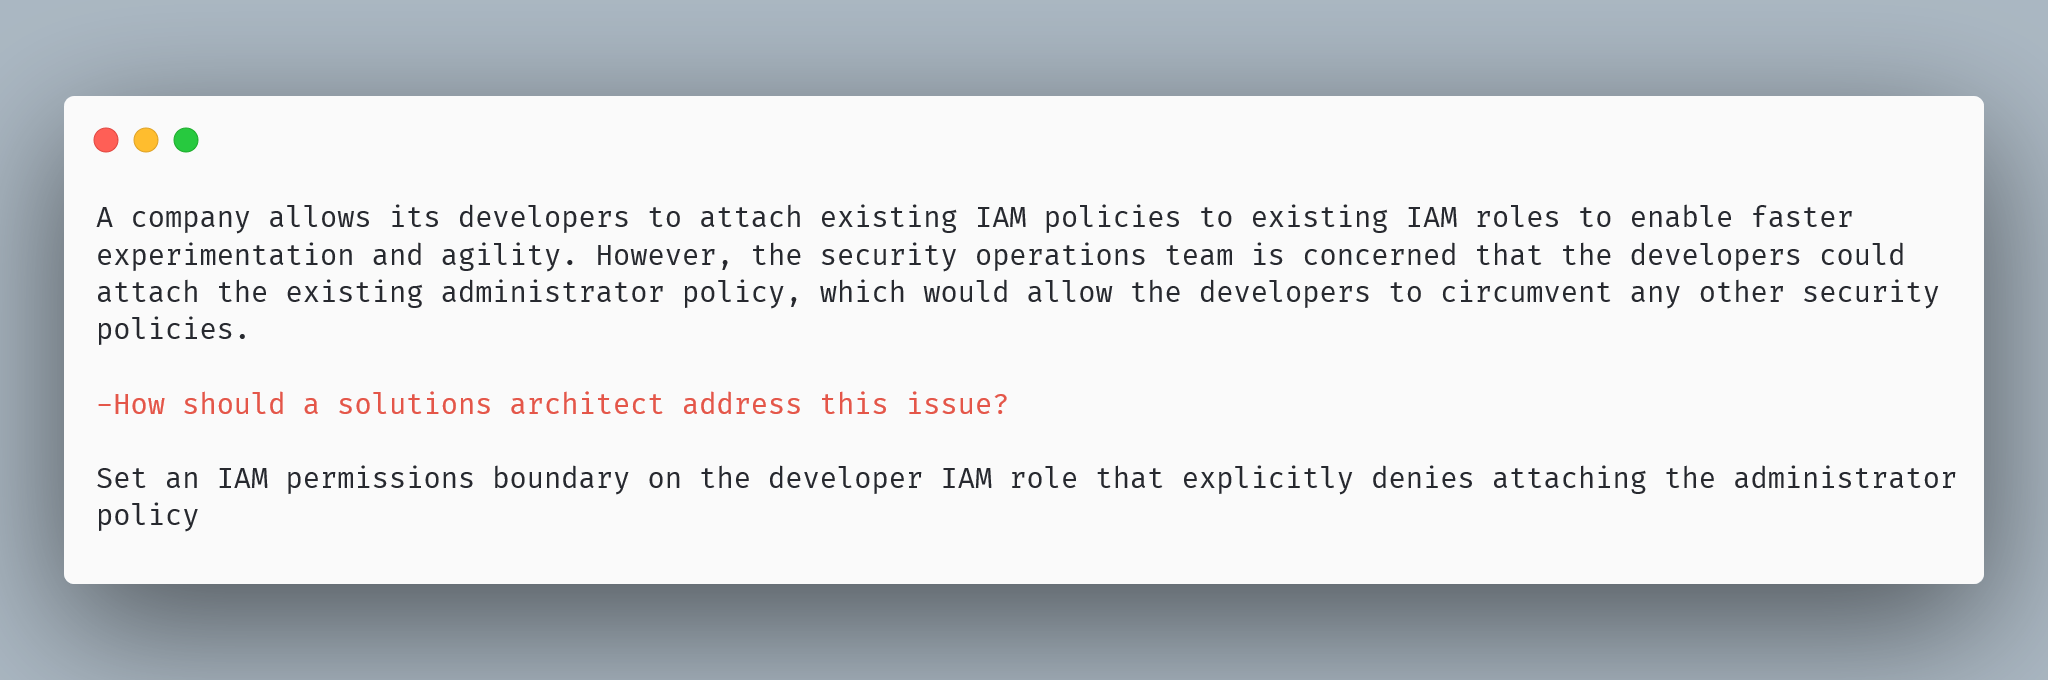 A company allows its developers to attach existing IAM policies to existing IAM roles to enable faster
experimentation and agility. However, the security operations team is concerned that the developers could
attach the existing administrator policy, which would allow the developers to circumvent any other security
policies.
-How should a solutions architect address this issue?
Set an IAM permissions boundary on the developer IAM role that explicitly denies attaching the administrator
policy